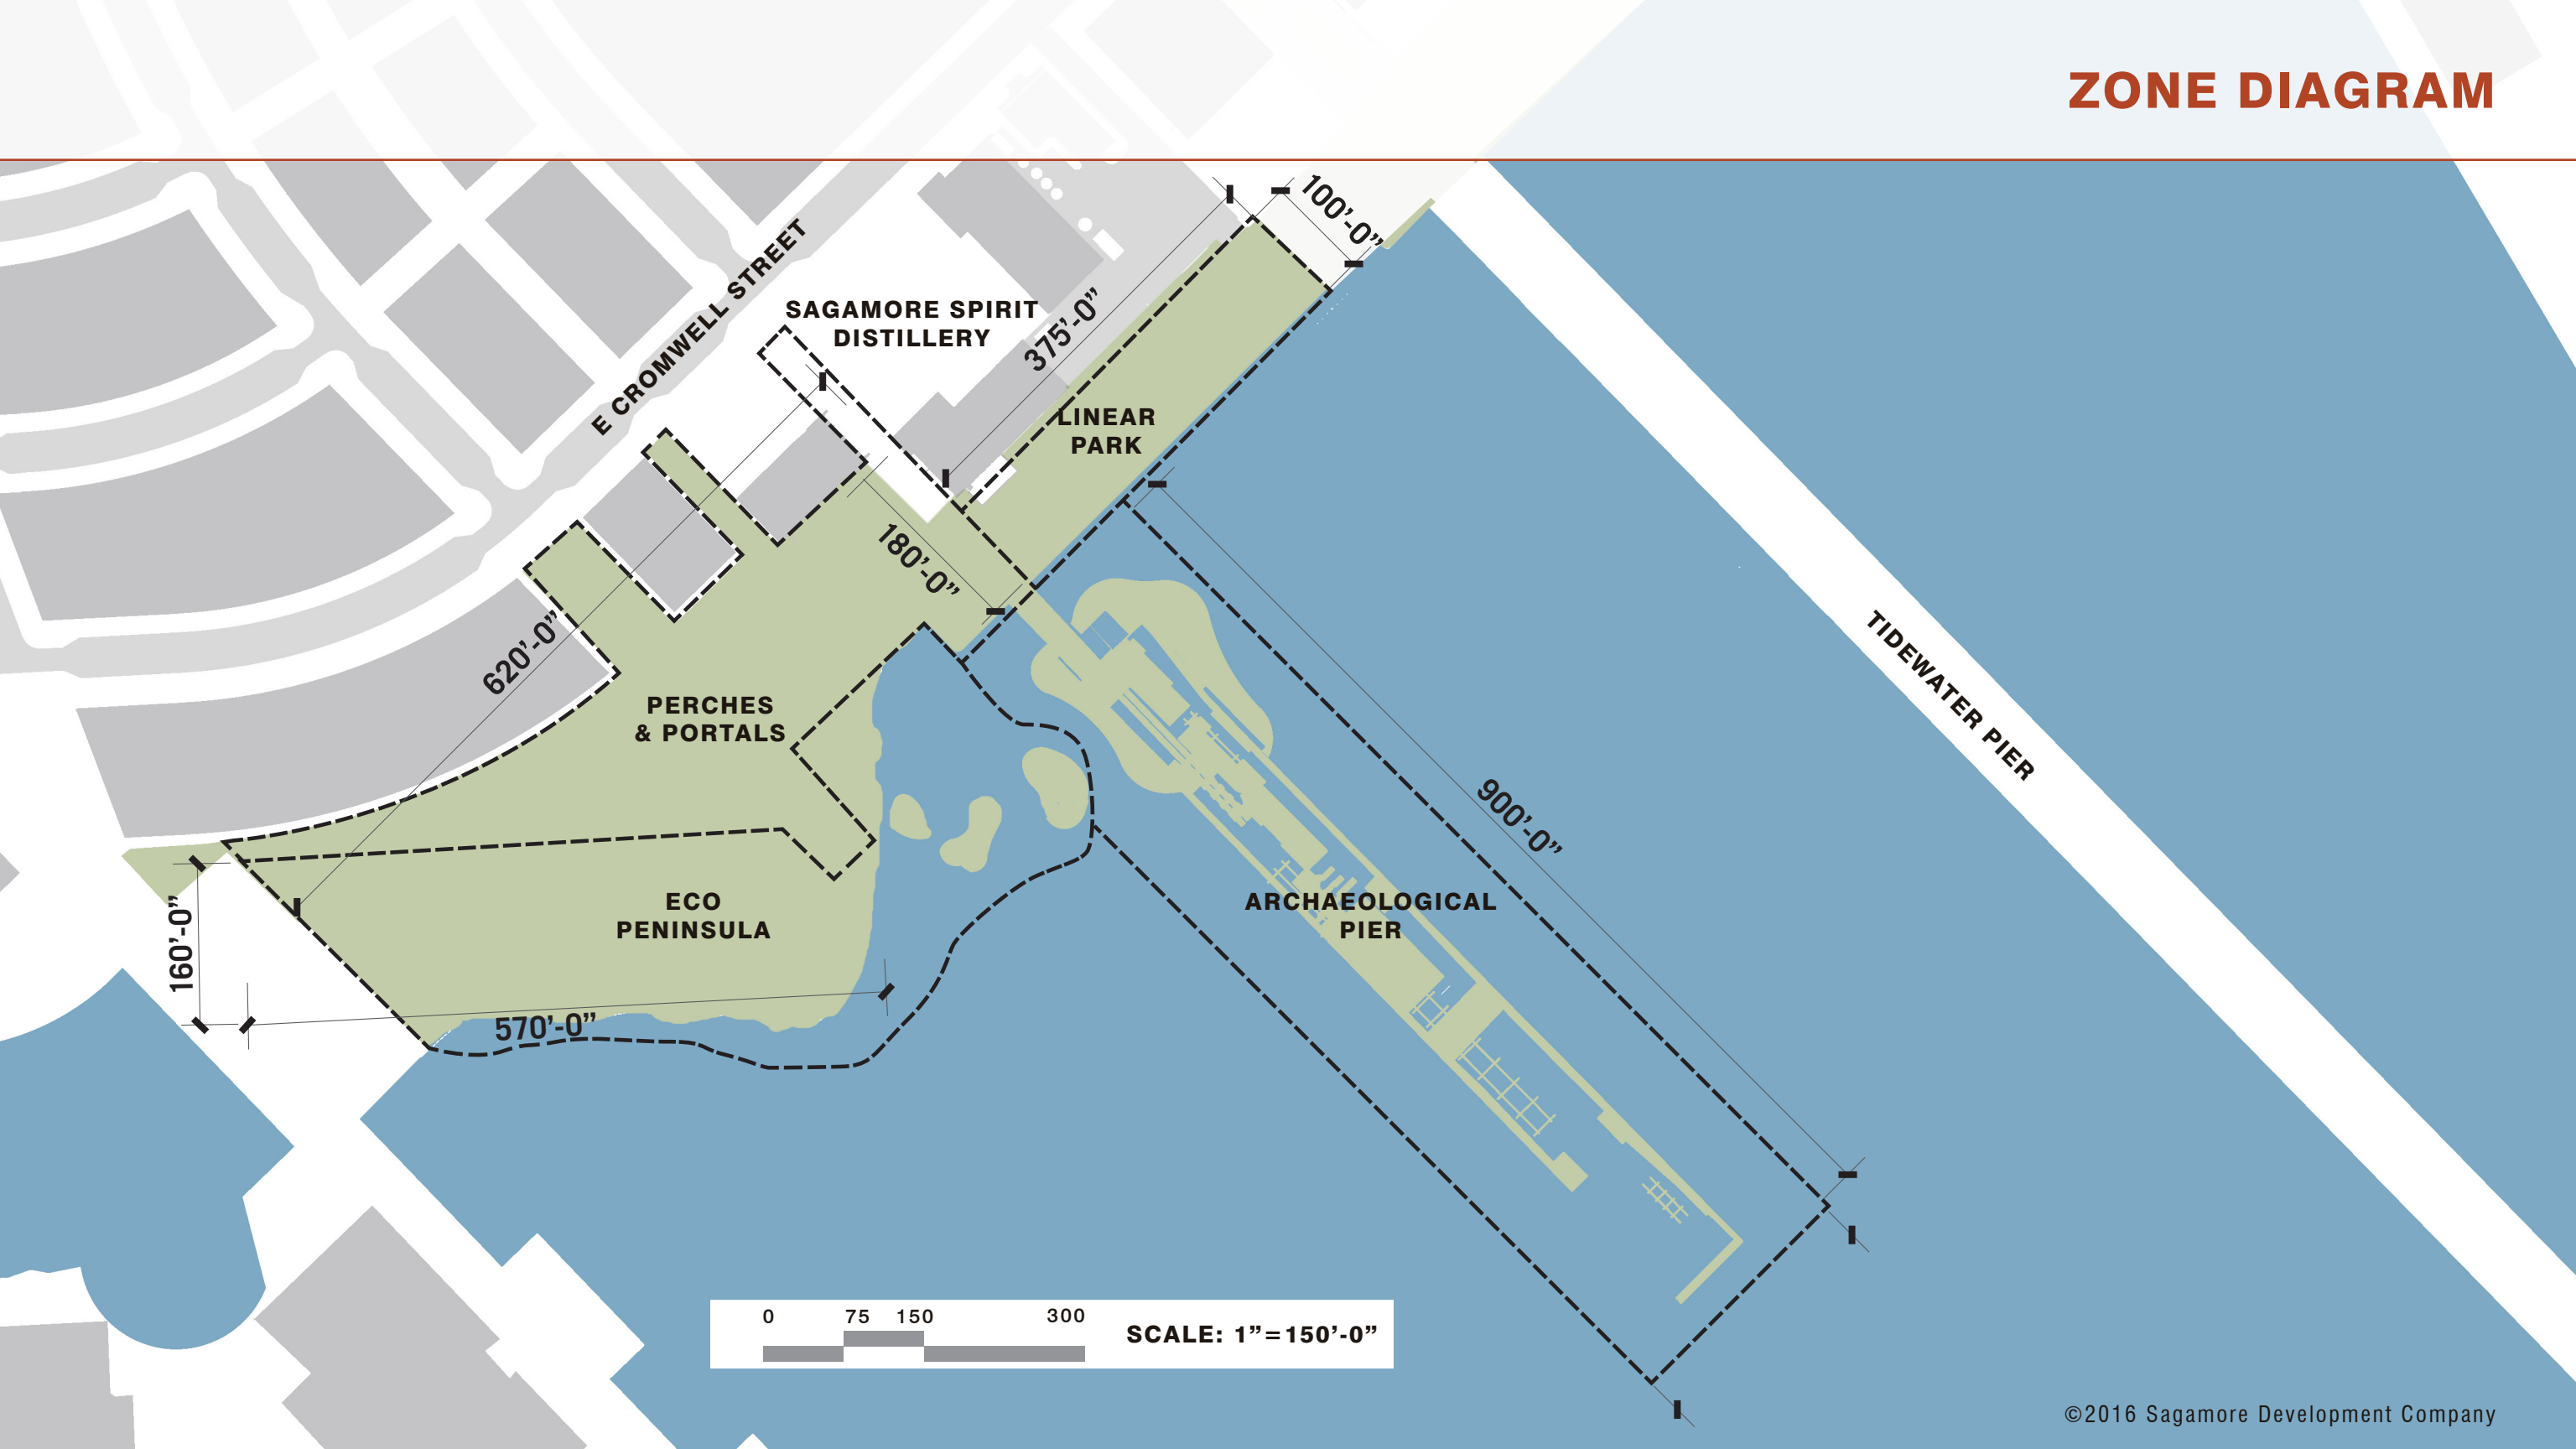 ZONE DIAGRAM
100’-0”
E CROMWELL STREET
SAGAMORE SPIRIT
DISTILLERY
375’-0”
LINEAR
PARK
180’-0”
620’-0”
PERCHES
& PORTALS
TIDEWATER PIER
900’-0”
ECO
PENINSULA
ARCHAEOLOGICAL
PIER
160’-0”
570’-0”
0 75 150 300
SCALE: 1”=150’-0”
©2016 Sagamore Development Company